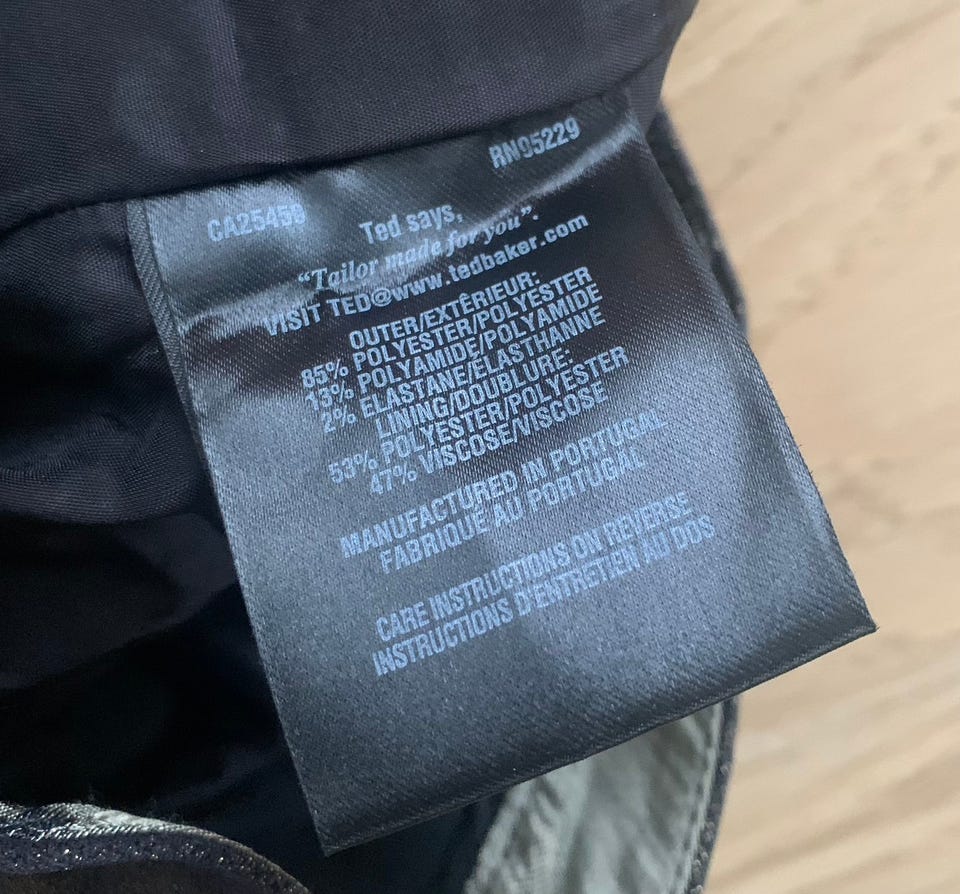 RN95229
CA25459
Ted says,
"Tailor made for you".
VISIT TED@www.tedbaker.com
OUTER/EXTÉRIEUR:
85% POLYESTER/POLYESTER
13% POLYAMIDE/POLYAMIDE
2% ELASTANE/ÉLASTHANNE
LINING/DOUBLURE:
53% POLYESTER/POLYESTER
47% VISCOSE/VISCOSE
MANUFACTURED IN PORTUGAL
FABRIQUÉ AU PORTUGAL
CARE INSTRUCTIONS ON REVERSE
INSTRUCTIONS D'ENTRETIEN AU DOS